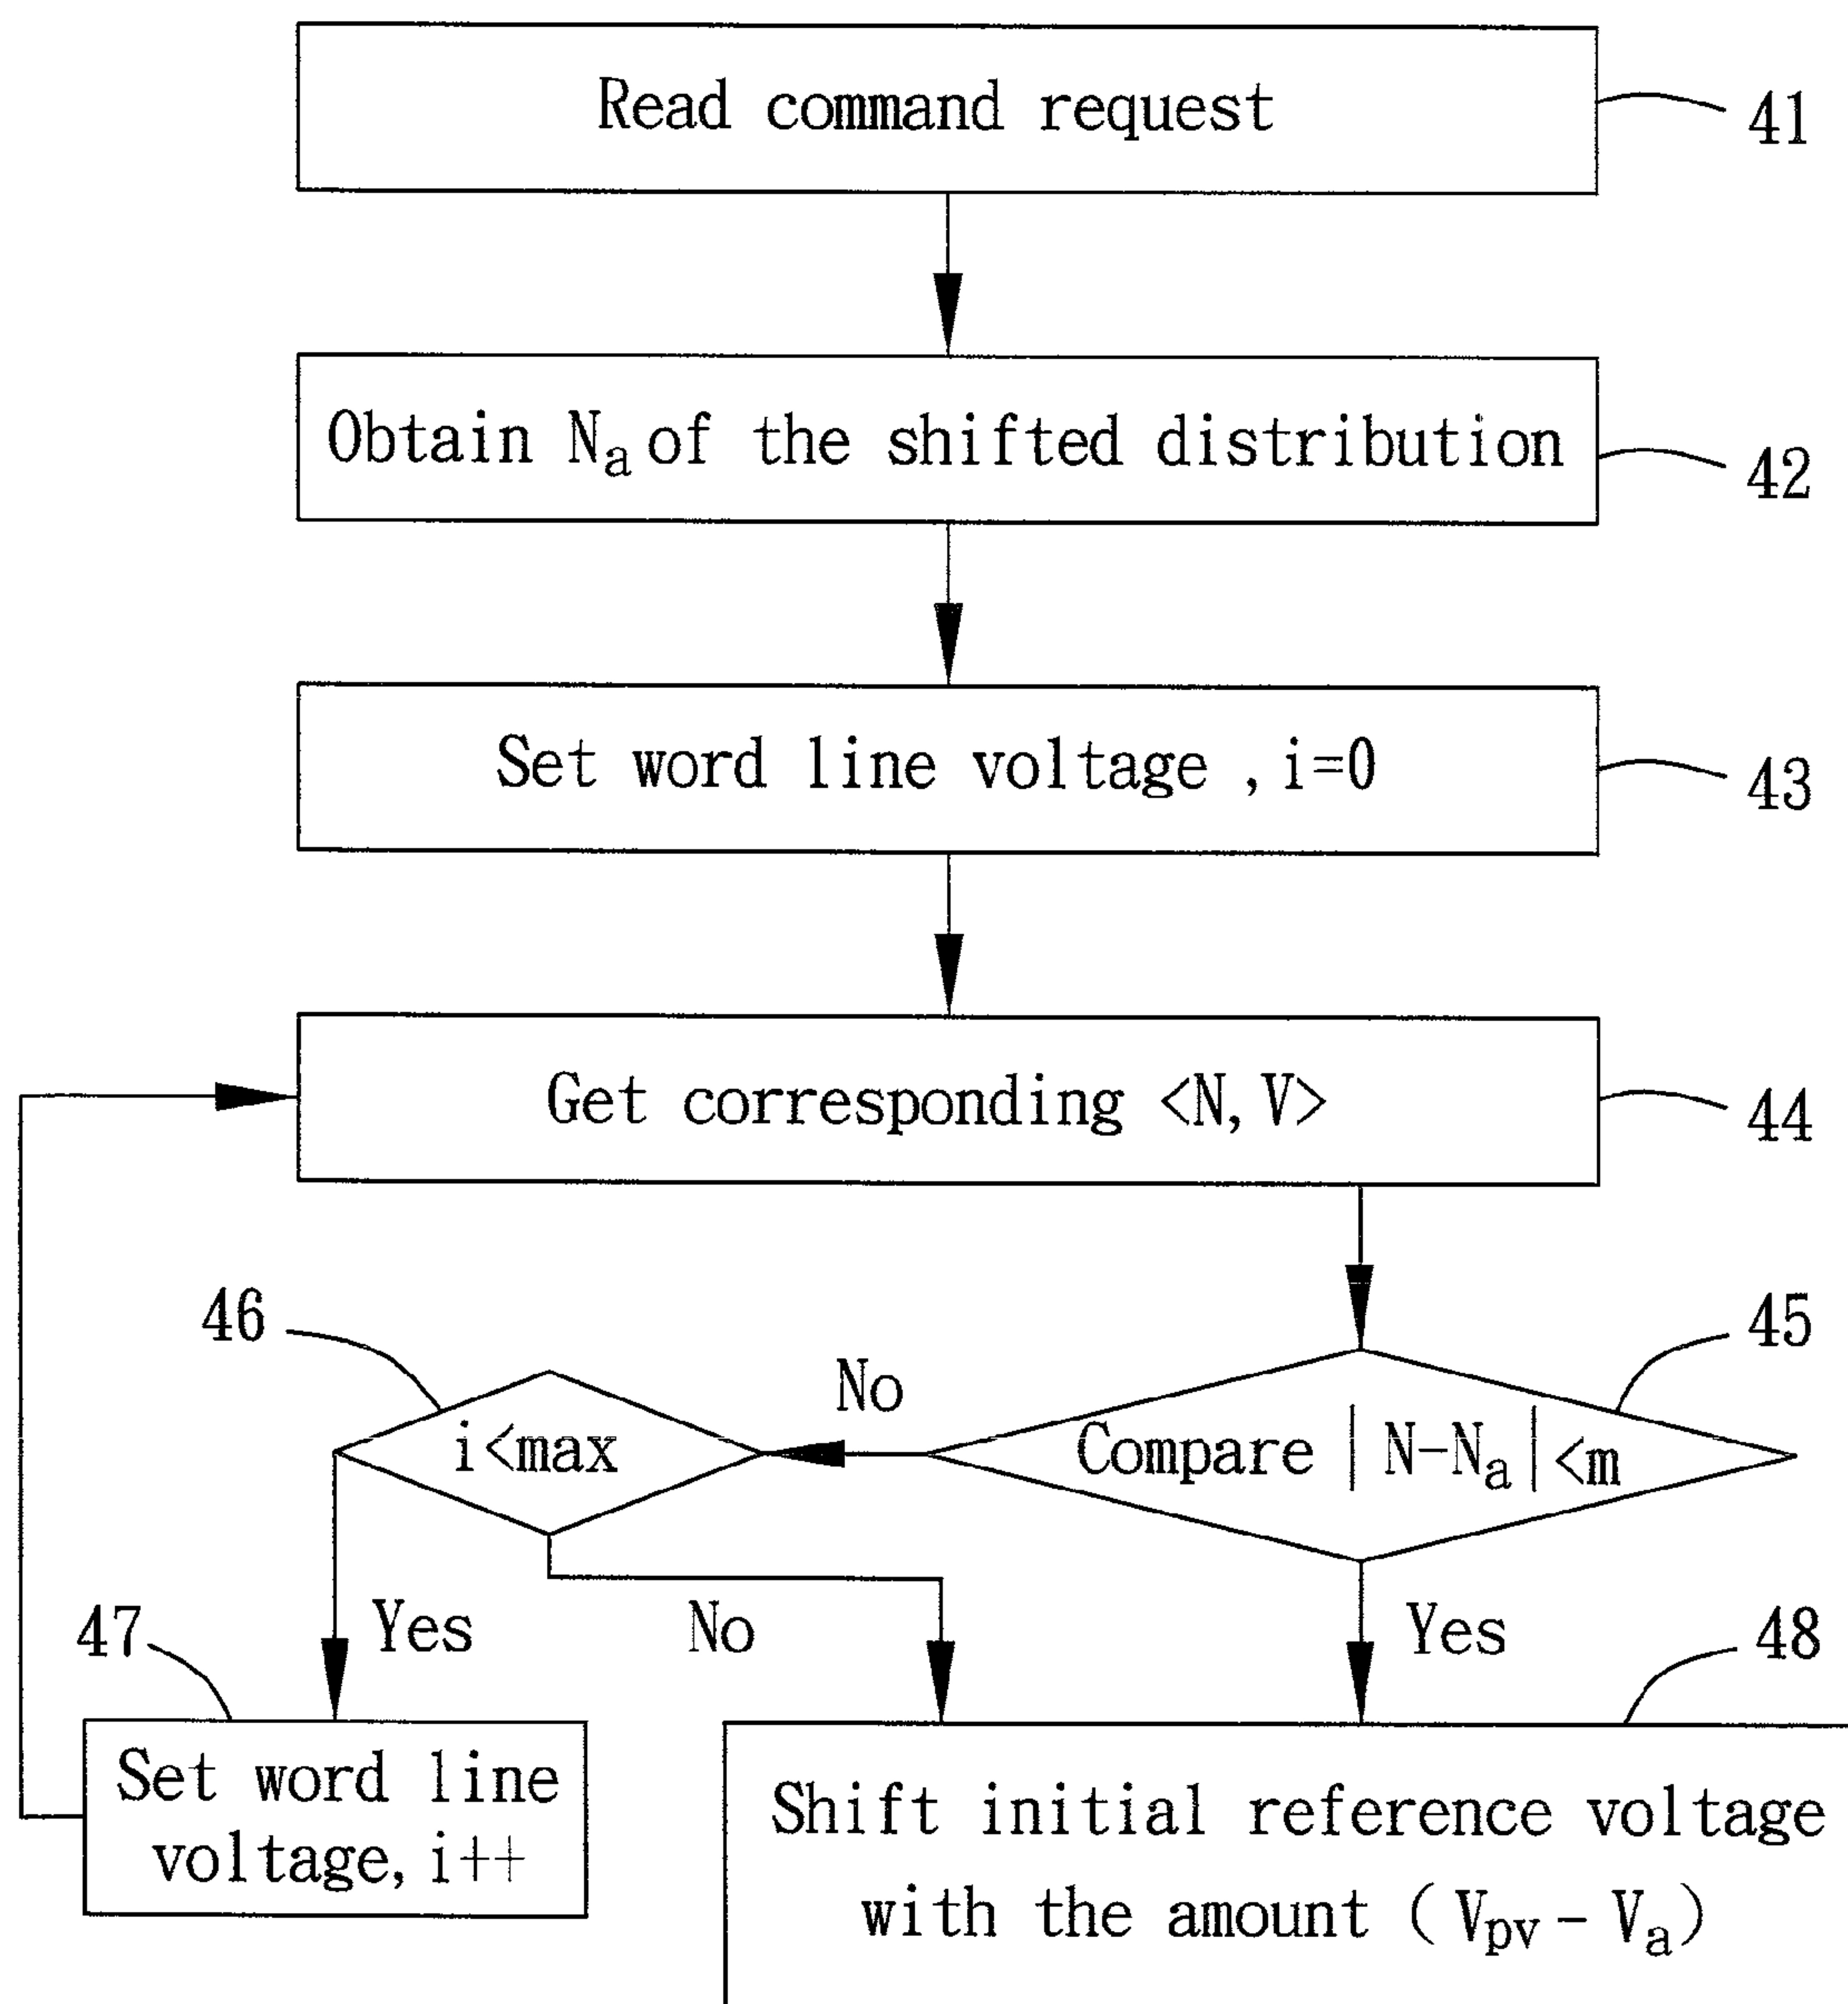 Read command request
41
Obtain Na of the shifted distribution
42
Set word line voltage , i=0
43
Get corresponding <N, V>
44
46
45
No
i<max
Compare | N-Na |<m
47
Yes
No
Yes
48
Set word line
voltage, i++
Shift initial reference voltage
with the amount ( Vpv - Va )